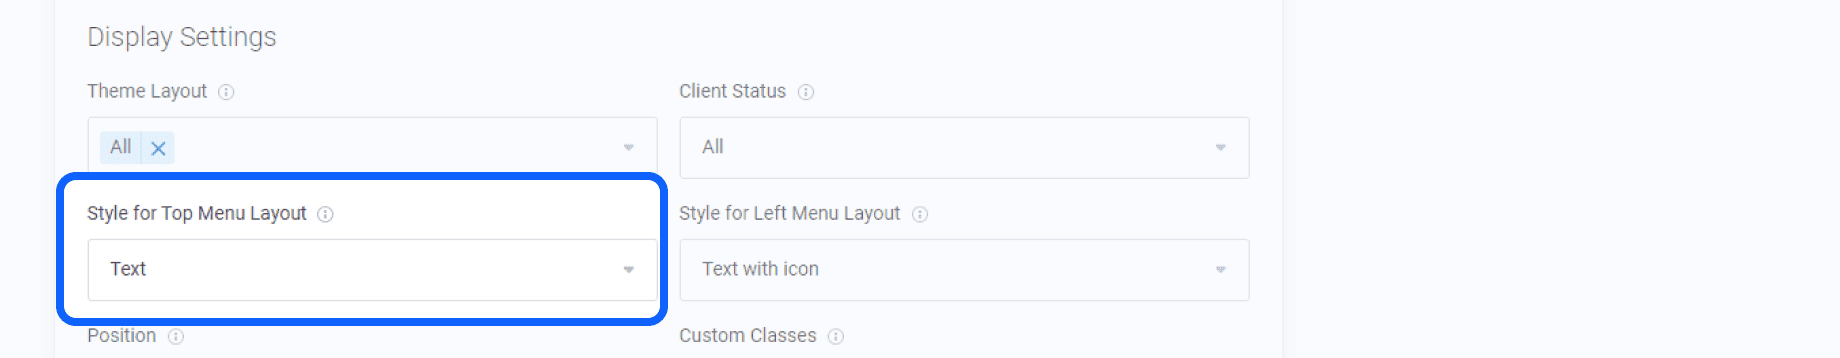 Display Settings
Theme Layout
Client Status
All
All
Style for Top Menu Layout
Style for Left Menu Layout
Text
Text with icon
Position
Custom Classes